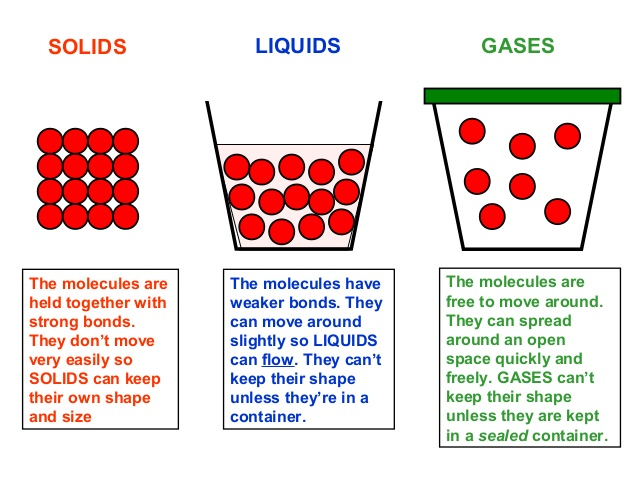 SOLIDS
LIQUIDS
GASES
The molecules are
held together with
strong bonds.
They don’t move
very easily so
SOLIDS can keep
their own shape
and size
The molecules have
weaker bonds. They
can move around
slightly so LIQUIDS
can flow. They can’t
keep their shape
unless they’re in a
container.
The molecules are
free to move around.
They can spread
around an open
space quickly and
freely. GASES can’t
keep their shape
unless they are kept
in a sealed container.